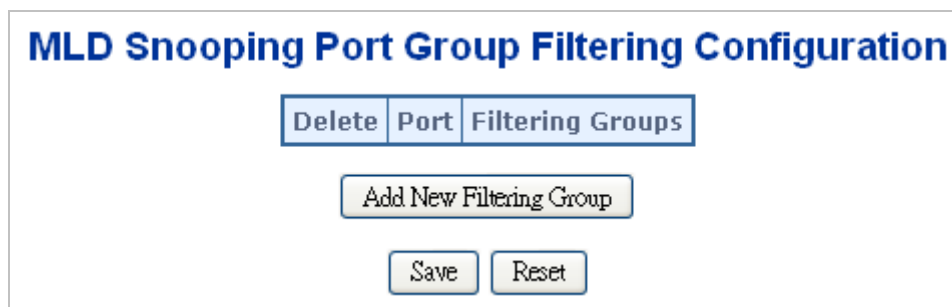 MLD Snooping Port Group Filtering Configuration
Delete Port Filtering Groups
Add New Filtering Group
Save Reset